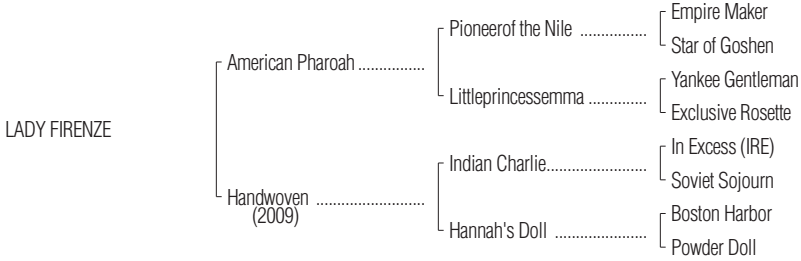 Empire Maker
Pioneerof the Nile ................
Star of Goshen
American Pharoah ................
Yankee Gentleman
Littleprincessemma ..............
Exclusive Rosette
LADY FIRENZE
In Excess (IRE)
Indian Charlie........................
Soviet Sojourn
Handwoven ..........................
(2009)
Boston Harbor
Hannah's Doll ......................
Powder Doll